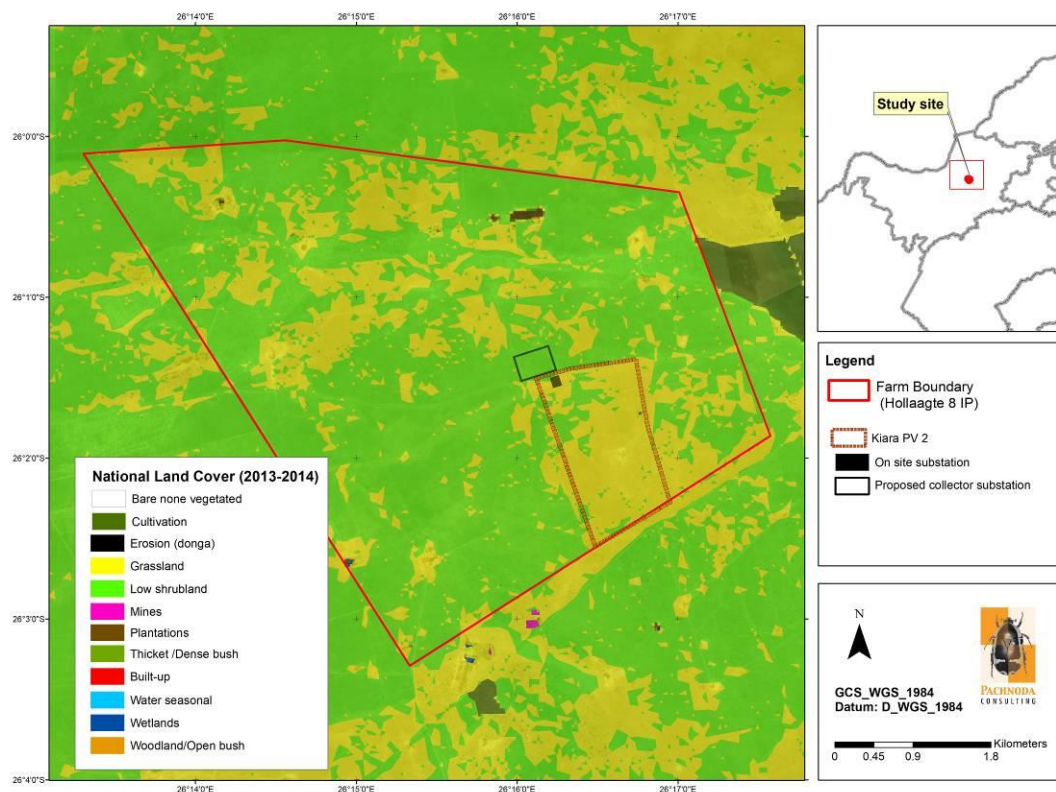 26°14'0"E
26°15'0"E
26°16'0"E
26°17'0"E
26°0'0"S
26°1'0"S
26°2'0"S
26°3'0"S
26°4'0"S
National Land Cover (2013-2014)
Bare none vegetated
Cultivation
Erosion (donga)
Grassland
Low shrubland
Mines
Plantations
Thicket /Dense bush
Built-up
Water seasonal
Wetlands
Woodland/Open bush
26°14'0"E
26°15'0"E
26°16'0"E
26°17'0"E
Study site
Legend
Farm Boundary
(Hollaagte 8 IP)
Kiara PV 2
On site substation
Proposed collector substation
N
PACHNODA
CONSULTING
GCS_WGS_1984
Datum: D_WGS_1984
Kilometers
0 0.45 0.9 1.8